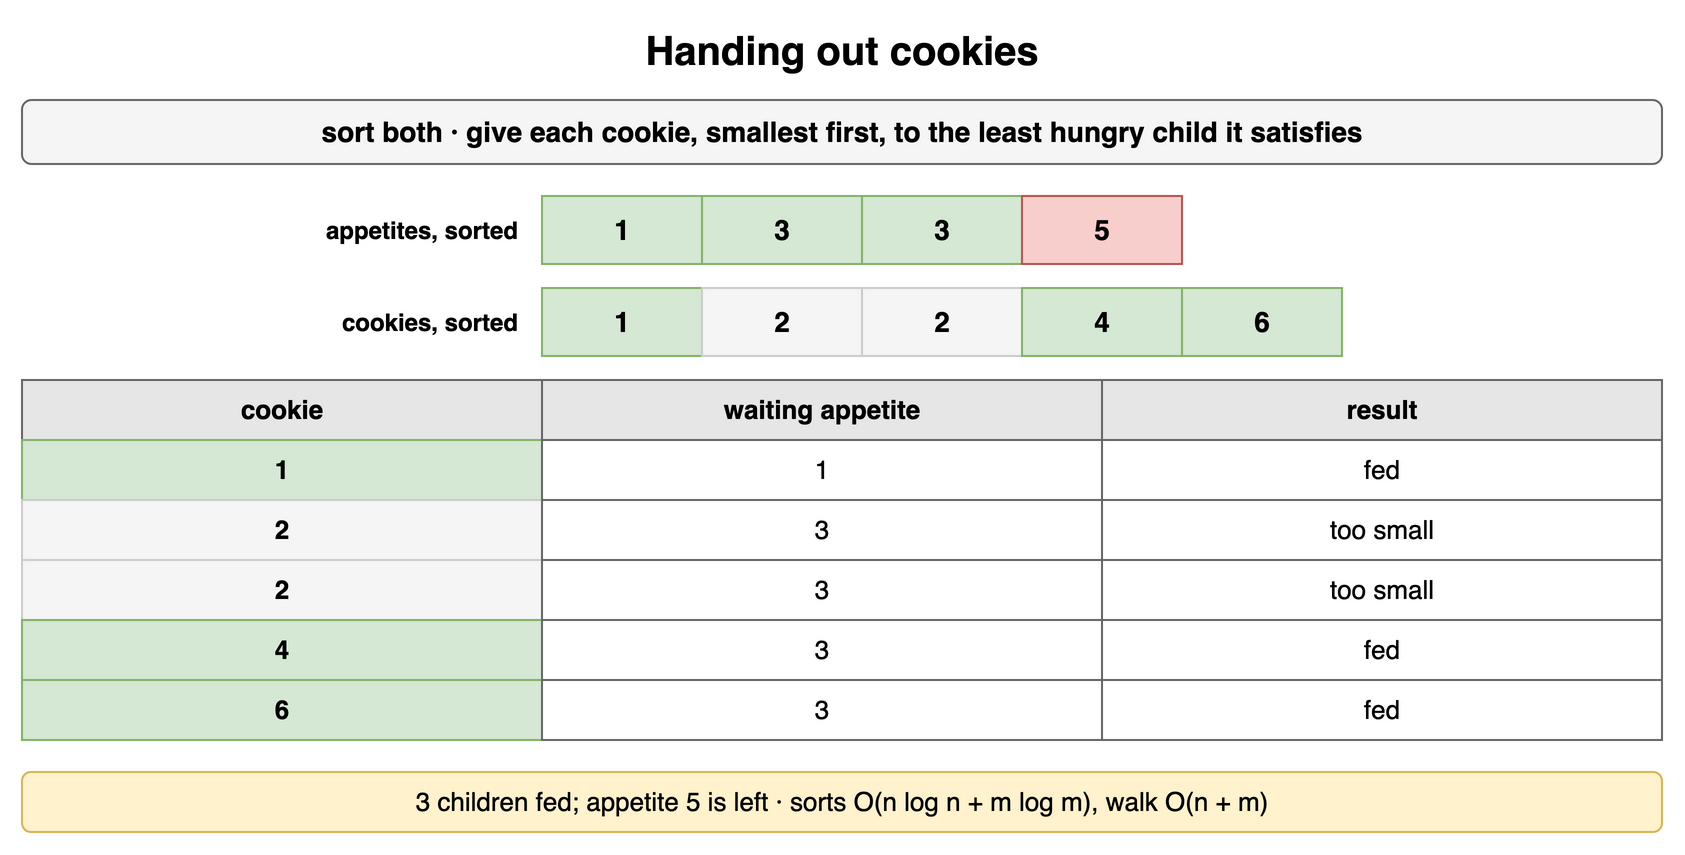 Handing out cookies
sort both · give each cookie, smallest first, to the least hungry child it satisfies
appetites, sorted 1 3 3 5
cookies, sorted 1 2 2 4 6
cookie waiting appetite result
1 1 fed
2 3 too small
2 3 too small
4 3 fed
6 3 fed
3 children fed; appetite 5 is left · sorts O(n log n + m log m), walk O(n + m)